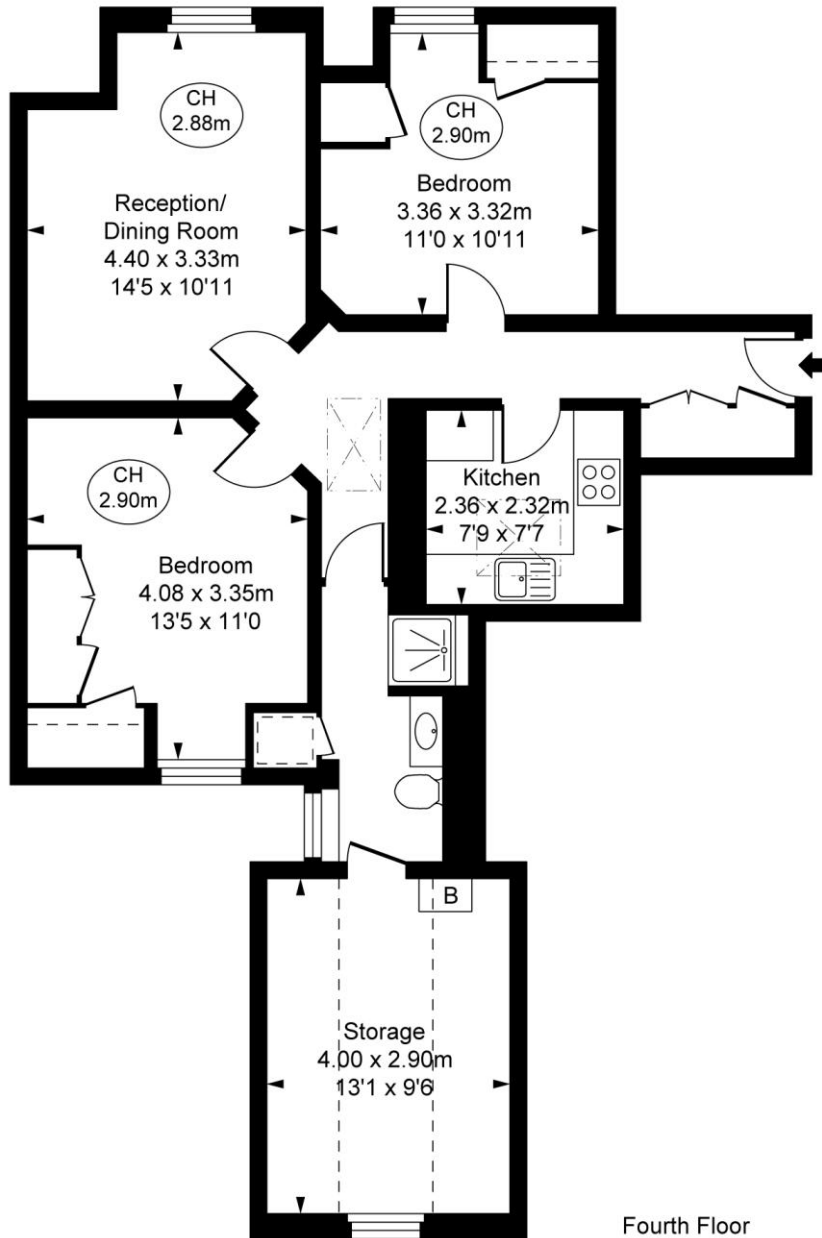 CH
2.88m
Reception/
Dining Room
4.40 x 3.33m
14'5 x 10'11
CH
2.90m
Bedroom
3.36 x 3.32m
11'0 x 10'11
CH
2.90m
Bedroom
4.08 x 3.35m
13'5 x 11'0
Kitchen
2.36 x 2.32m
7'9 x 7'7
B
Storage
4.00 x 2.90m
13'1 x 9'6
Fourth Floor